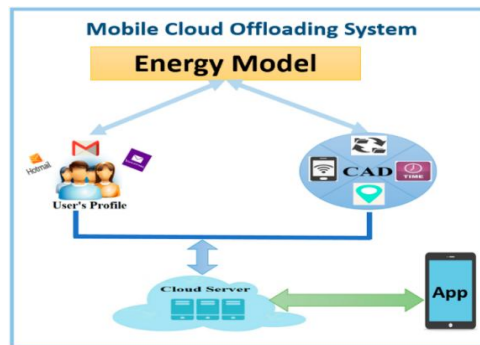 Mobile Cloud Offloading System
Energy Model
Hotmail
User's Profile
CAD
TIME
Cloud Server
App